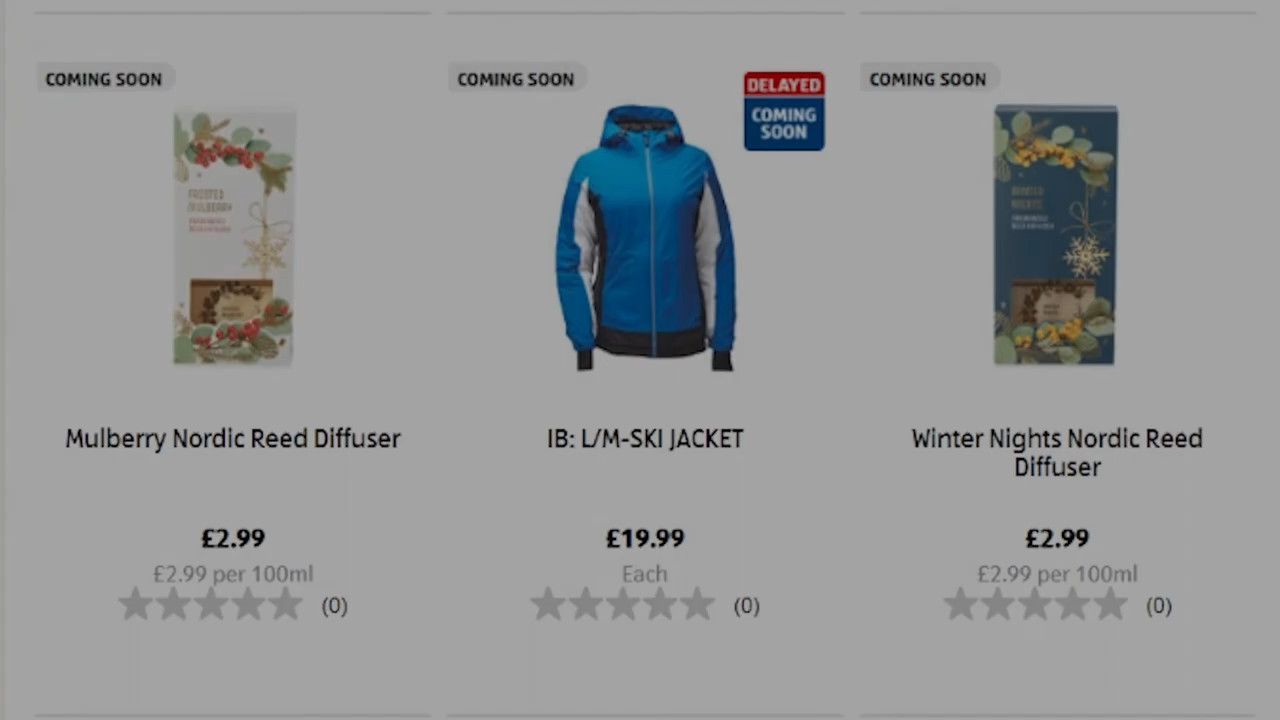 COMING SOON
COMING SOON
DELAYED
COMING
SOON
COMING SOON
FROSTED
MULBERRY
Mulberry Nordic Reed Diffuser
IB: L/M-SKI JACKET
Winter Nights Nordic Reed
Diffuser
£2.99
£19.99
£2.99
£2.99 per 100ml
Each
£2.99 per 100ml
(0)
(0)
(0)